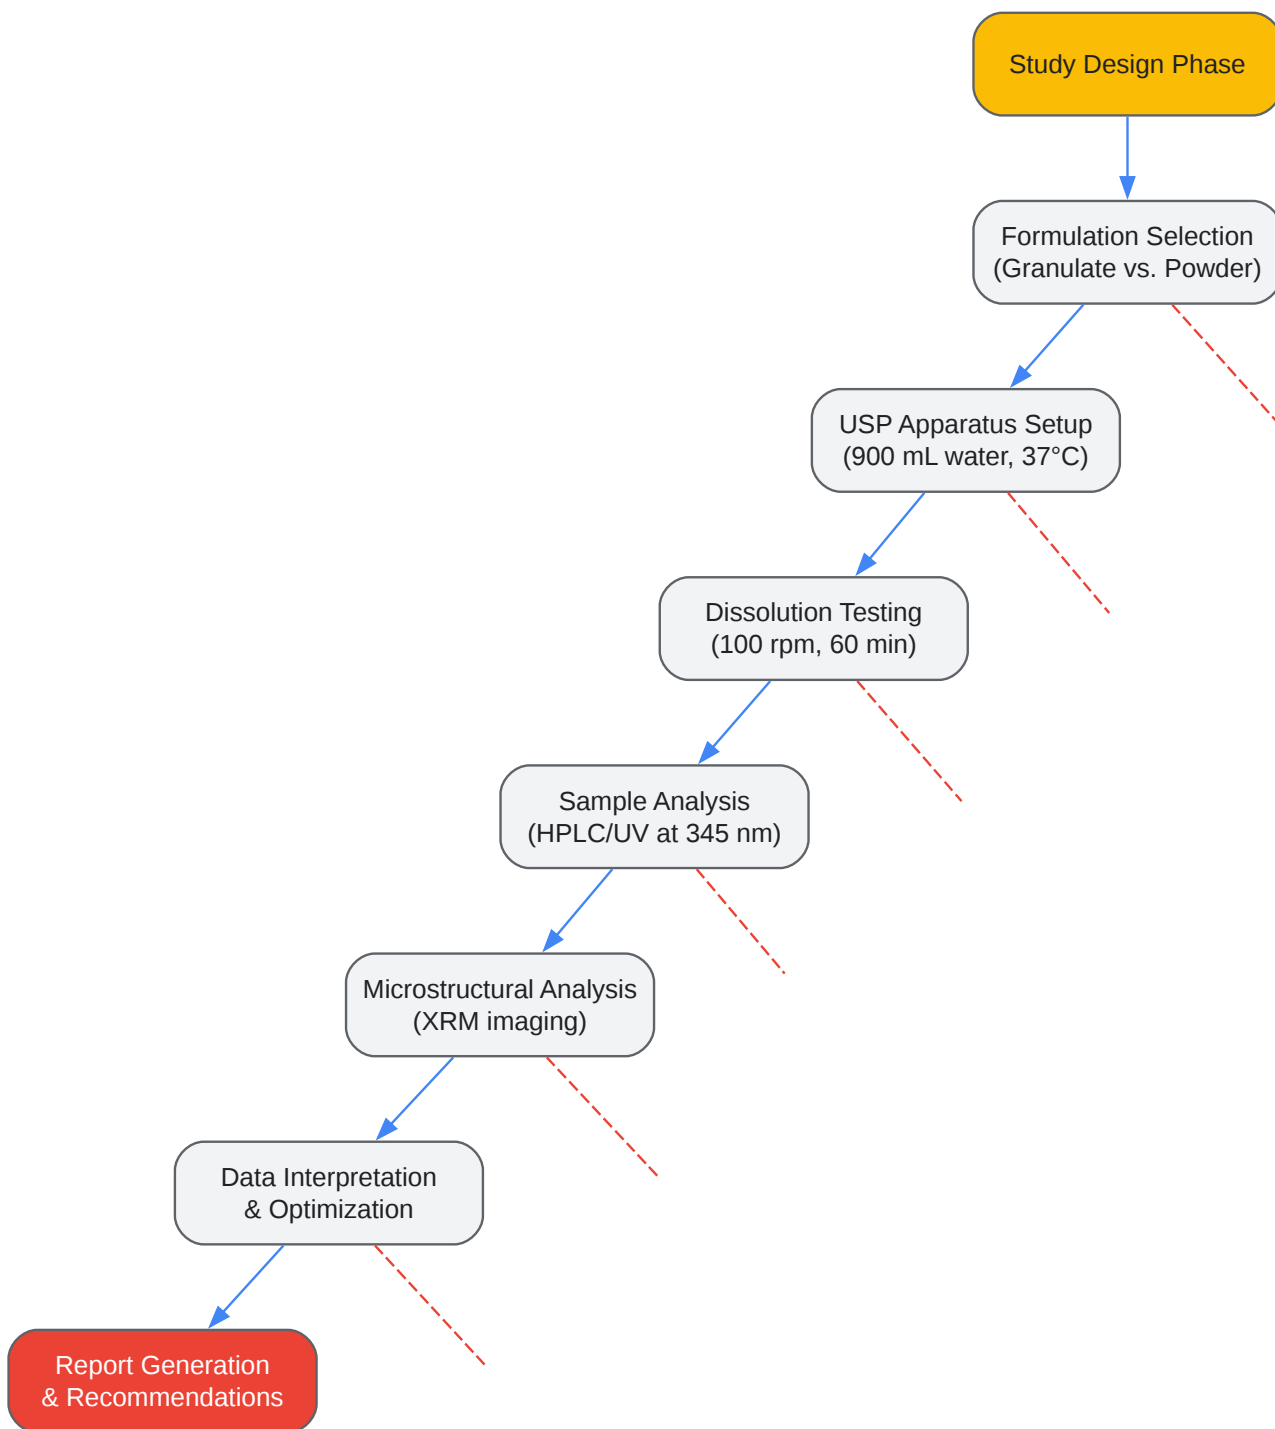 Study Design Phase
Formulation Selection
(Granulate vs. Powder)
USP Apparatus Setup
(900 mL water, 37°C)
Dissolution Testing
(100 rpm, 60 min)
Sample Analysis
(HPLC/UV at 345 nm)
Microstructural Analysis
(XRM imaging)
Data Interpretation
& Optimization
Report Generation
& Recommendations